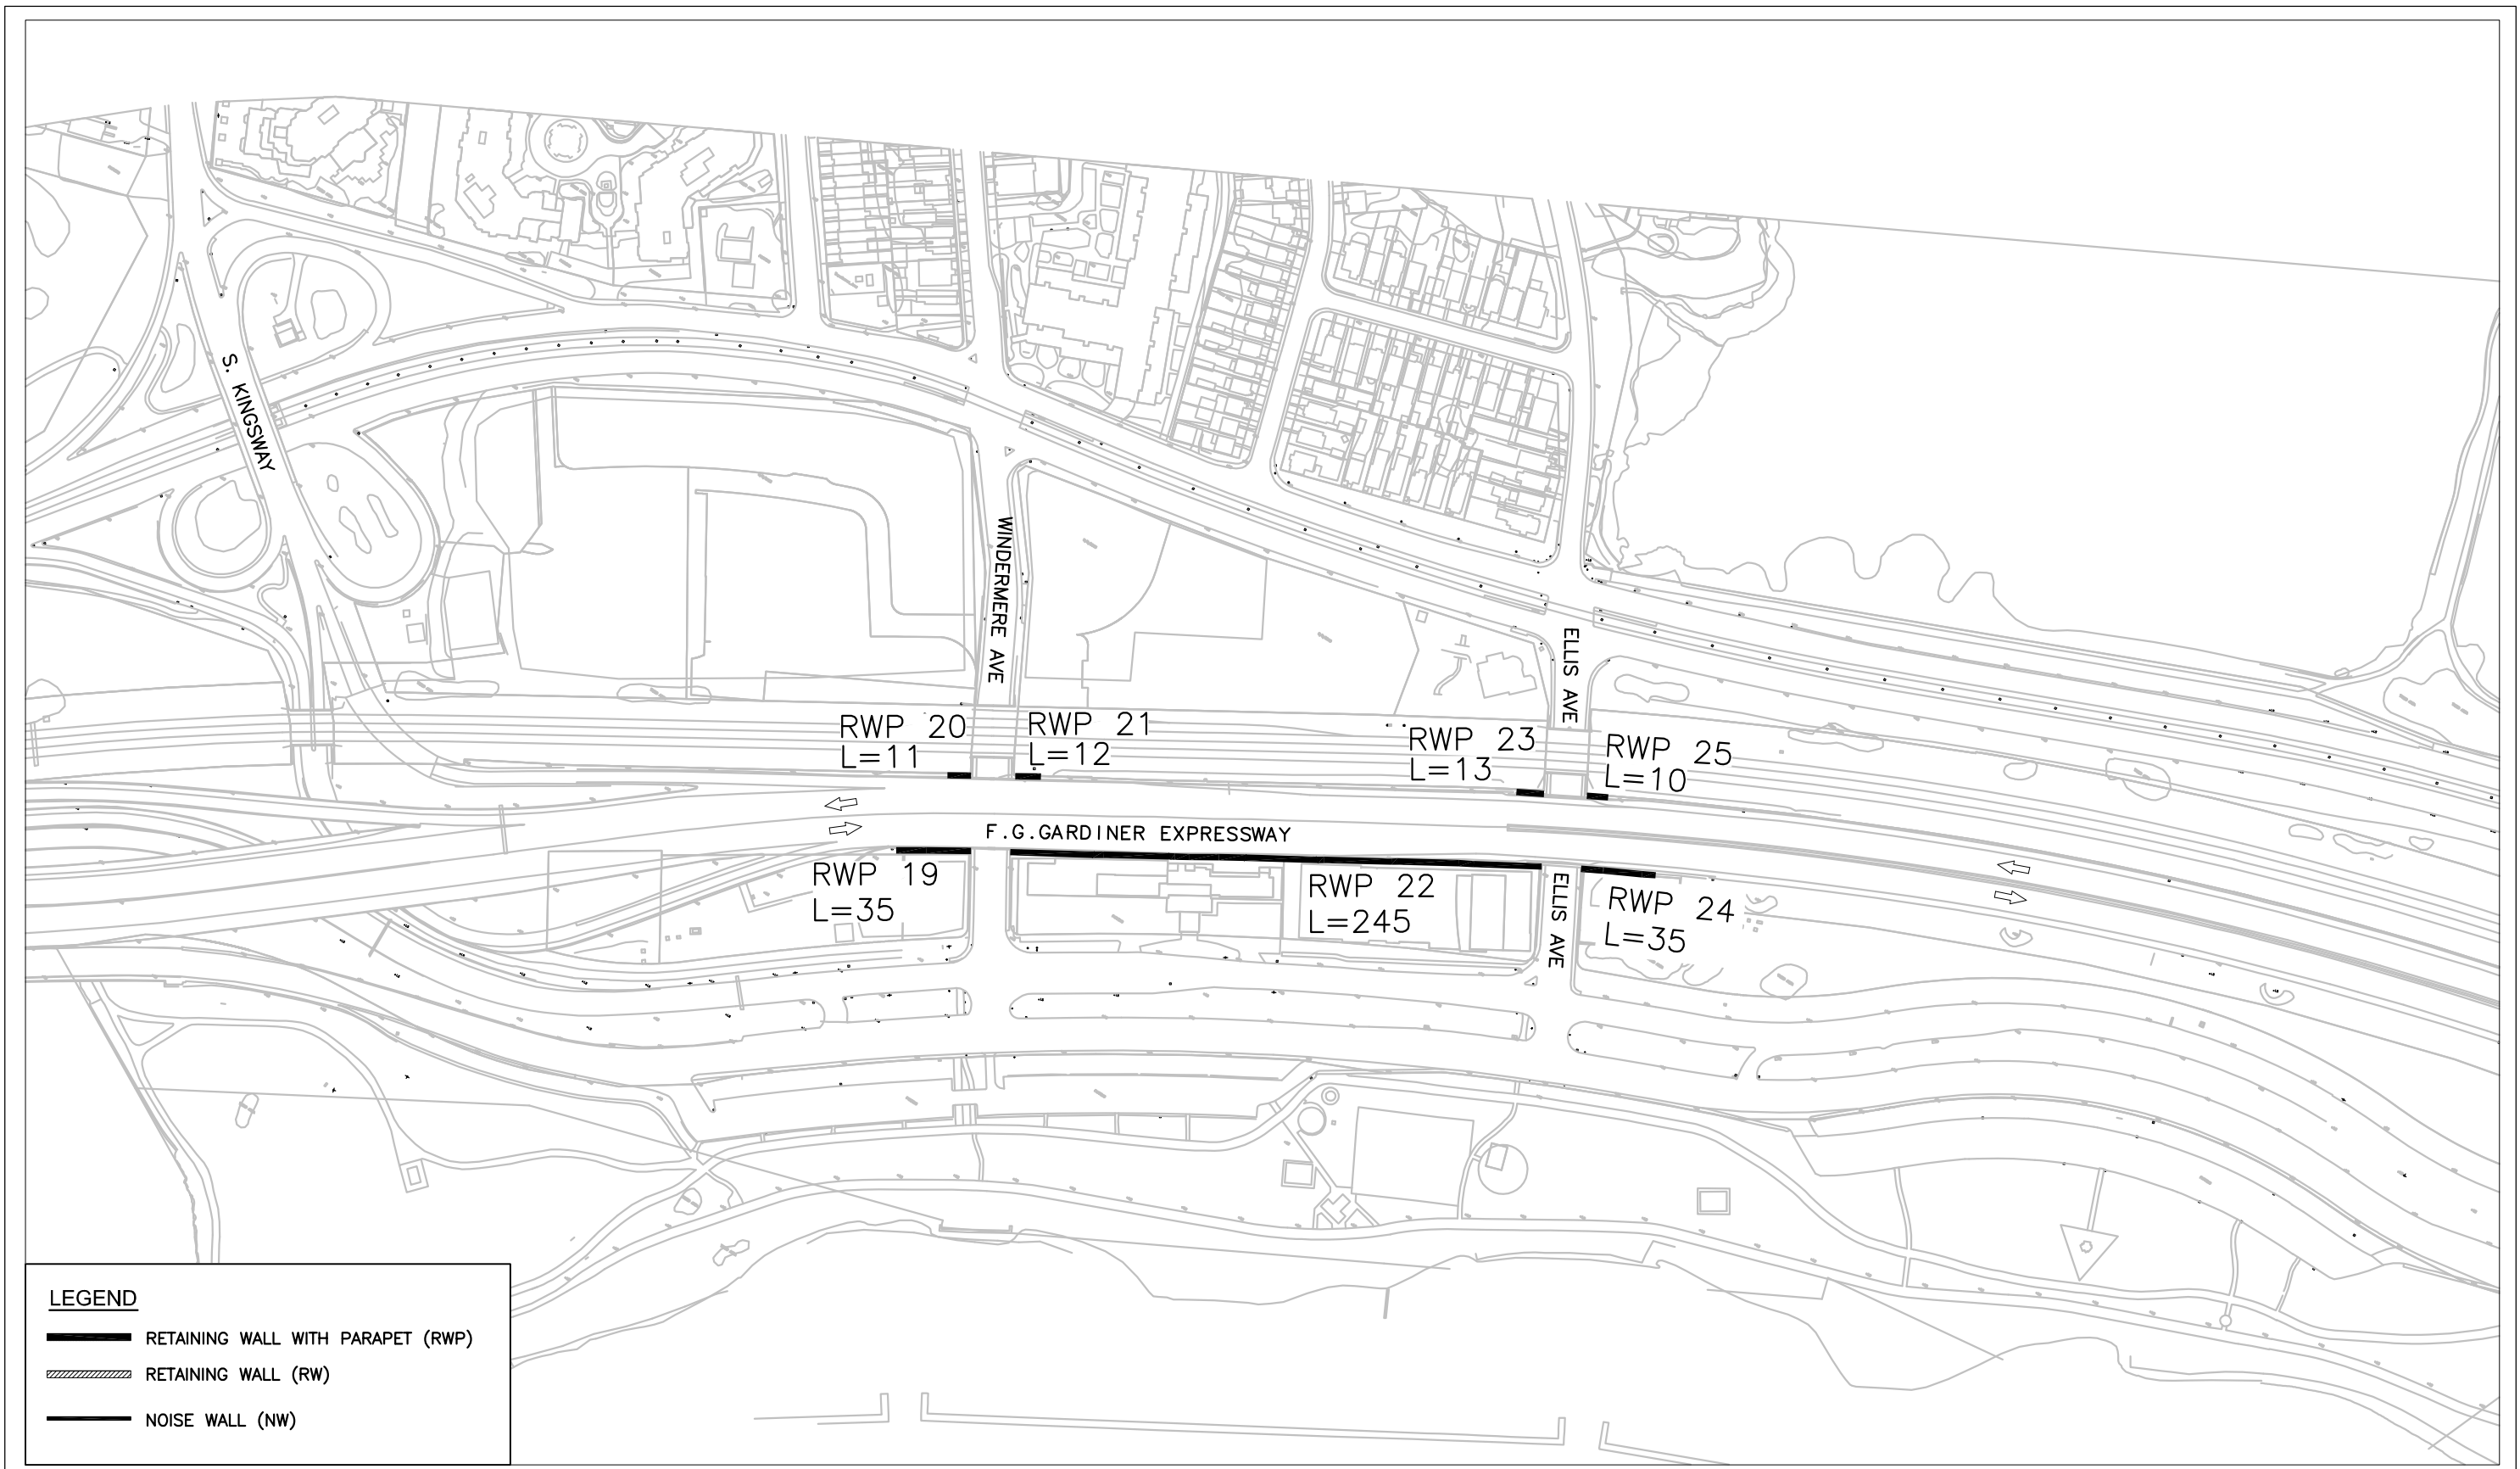 S. KINGSWAY
WINDERMERE AVE
ELLIS AVE
RWP 20
L=11
RWP 21
L=12
RWP 23
L=13
RWP 25
L=10
F.G.GARDINER EXPRESSWAY
RWP 19
L=35
RWP 22
L=245
ELLIS AVE
RWP 24
L=35
LEGEND
RETAINING WALL WITH PARAPET (RWP)
RETAINING WALL (RW)
NOISE WALL (NW)